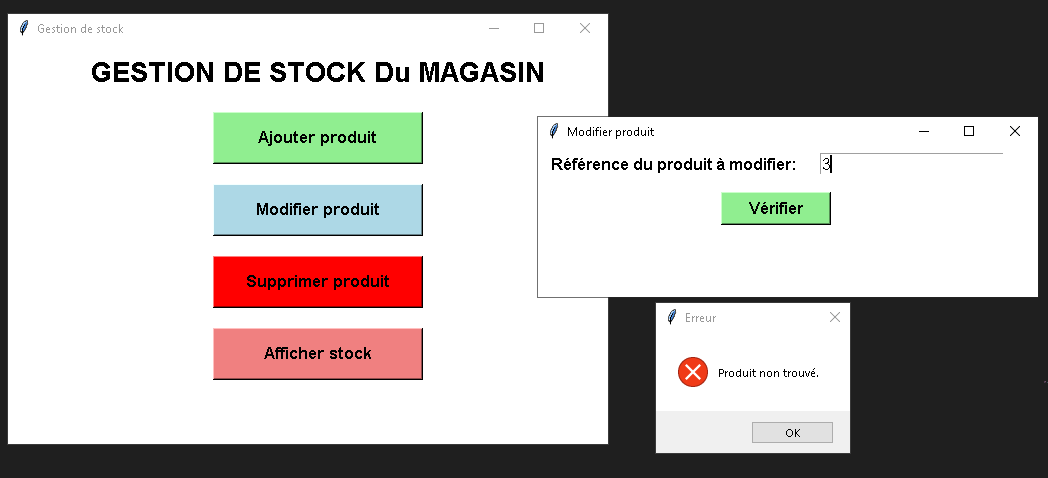 Gestion de stock
GESTION DE STOCK Du MAGASIN
Ajouter produit
Modifier produit
Supprimer produit
Afficher stock
Modifier produit
Référence du produit à modifier: 3
Vérifier
Erreur
Produit non trouvé.
OK